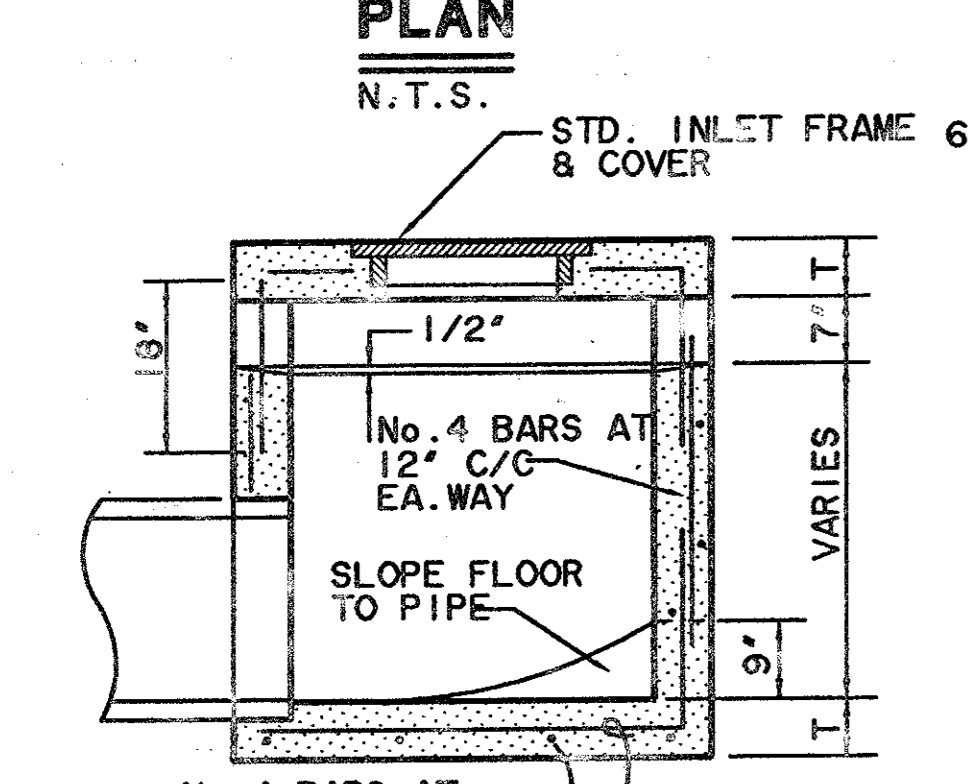 PLAN
N.T.S.
STD. INLET FRAME 6
& COVER
T
7"
1/2"
18"
No.4 BARS AT
12" C/C
EA.WAY
VARIES
SLOPE FLOOR
TO PIPE
9"
T